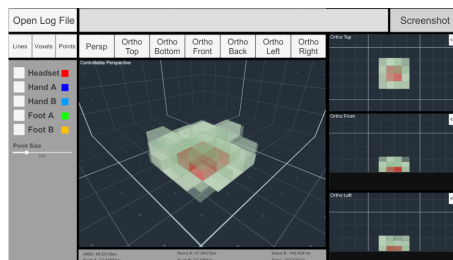 Open Log File
Screenshot
Lines
Voxels
Points
Persp
Ortho Top
Ortho Bottom
Ortho Front
Ortho Back
Ortho Left
Ortho Right
Controllable Perspective
Headset
Hand A
Hand B
Foot A
Foot B
Point Size
Ortho Top
Ortho Front
Ortho Left